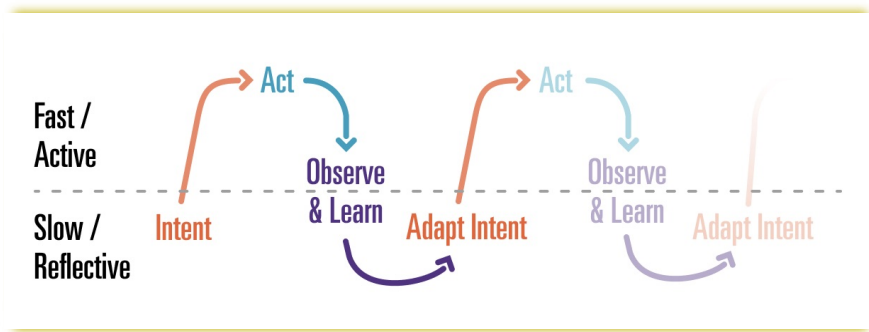 Fast /
Active
Slow /
Reflective
Intent
Act
Observe
& Learn
Adapt Intent
Act
Observe
& Learn
Adapt Intent